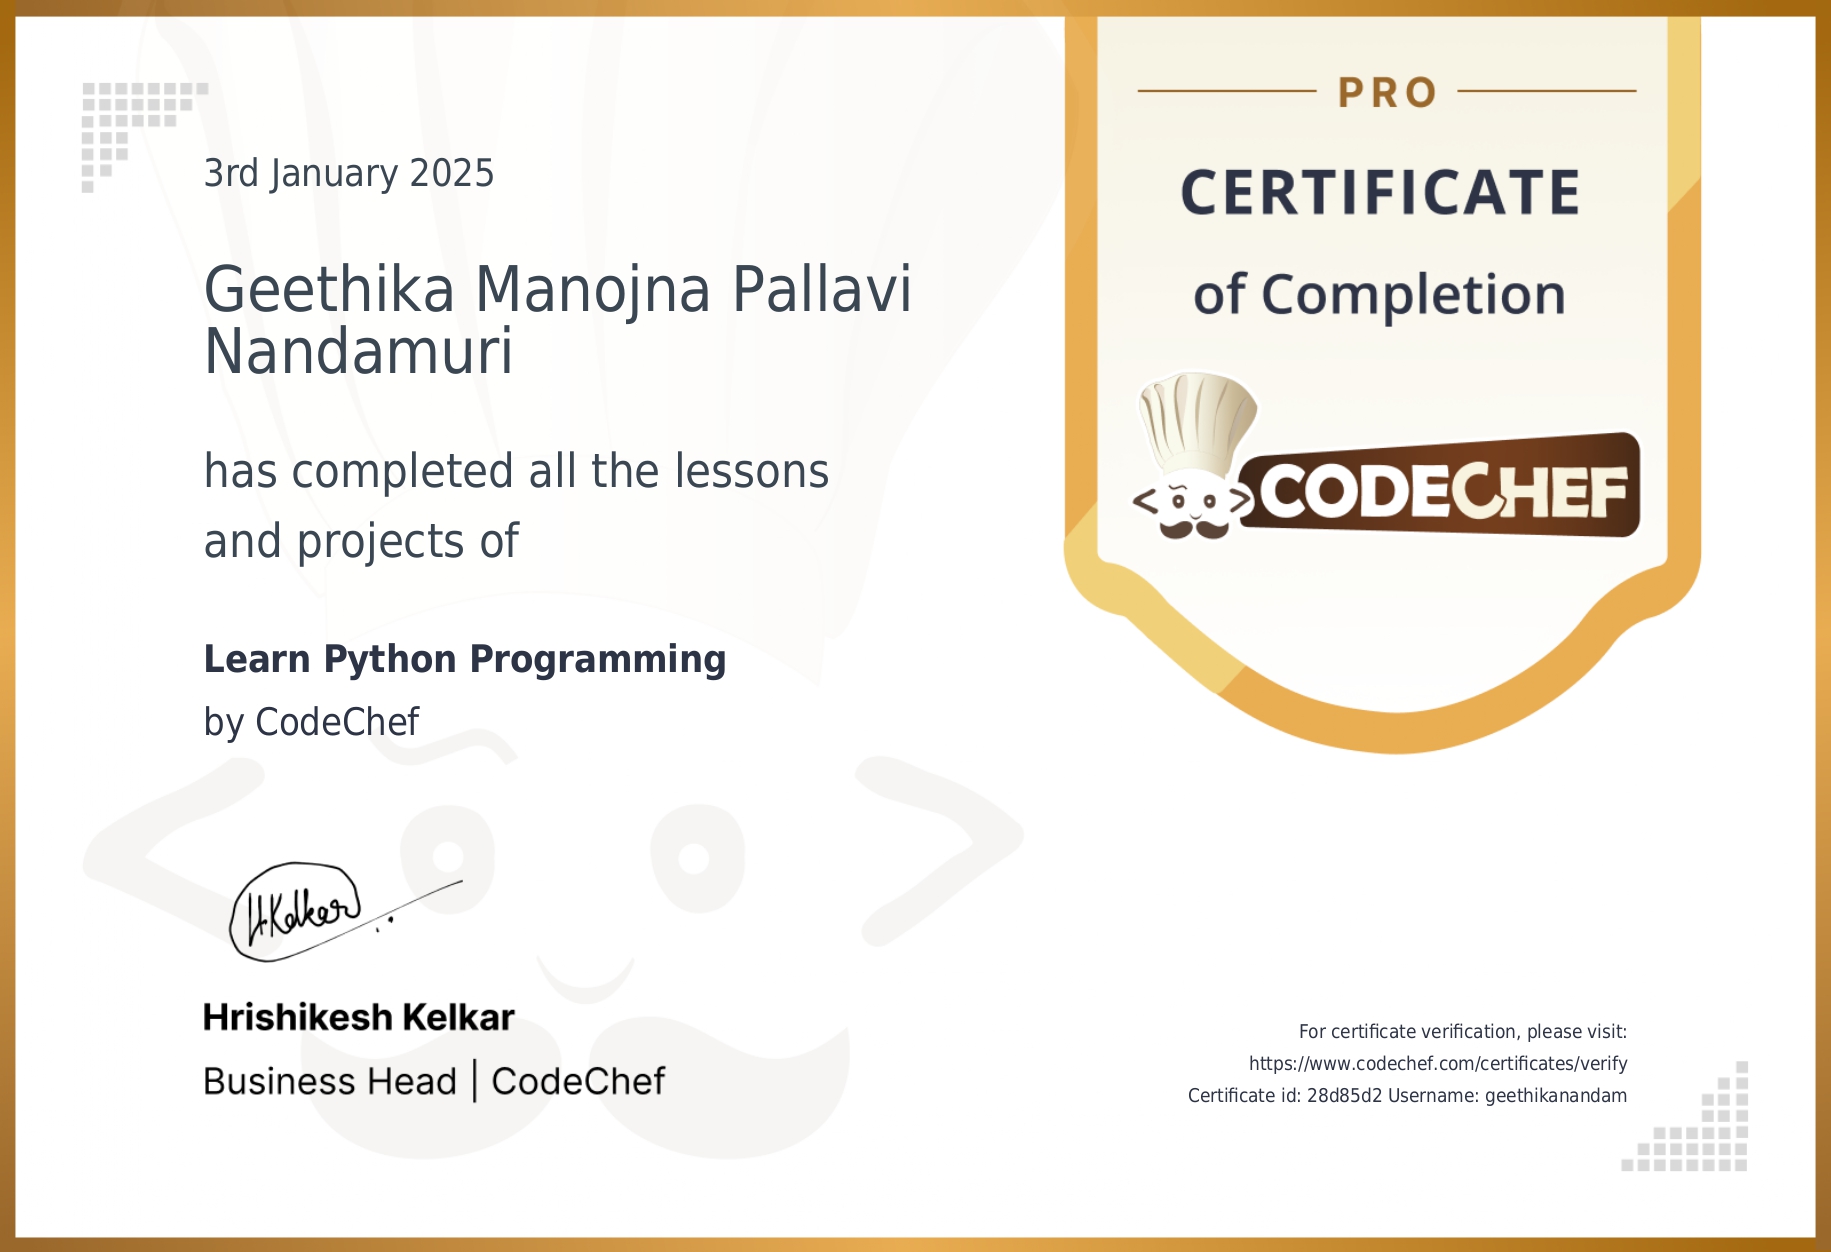 3rd January 2025
Geethika Manojna Pallavi
Nandamuri
has completed all the lessons
and projects of
Learn Python Programming
by CodeChef
H.Kelkar
Hrishikesh Kelkar
Business Head | CodeChef
PRO
CERTIFICATE
of Completion
CODECHEF
For certificate verification, please visit:
https://www.codechef.com/certificates/verify
Certificate id: 28d85d2 Username: geethikanandam